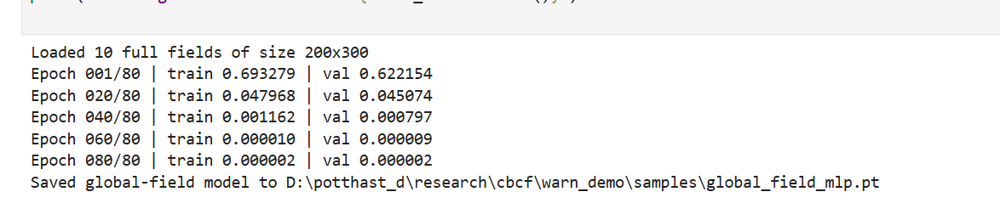 Loaded 10 full fields of size 200x300
Epoch 001/80 | train 0.693279 | val 0.622154
Epoch 020/80 | train 0.047968 | val 0.045074
Epoch 040/80 | train 0.001162 | val 0.000797
Epoch 060/80 | train 0.000010 | val 0.000009
Epoch 080/80 | train 0.000002 | val 0.000002
Saved global-field model to D:\potthast_d\research\cbcf\warn_demo\samples\global_field_mlp.pt